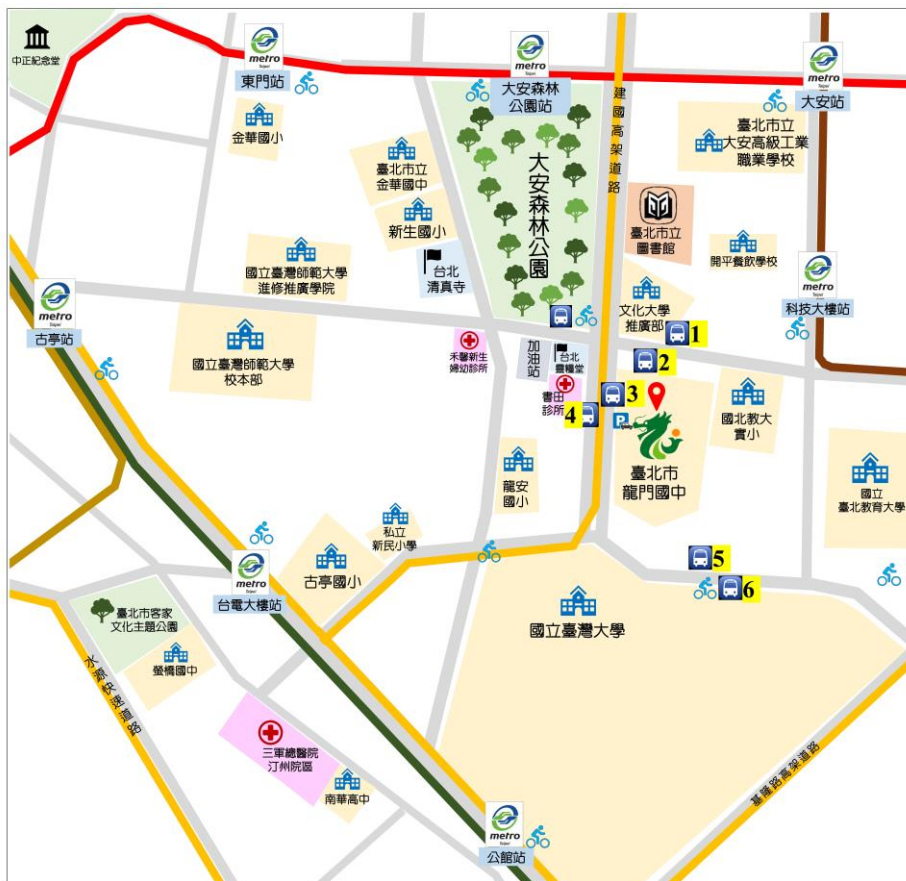 中正紀念堂
metro
Taipei
東門站
metro
Taipei
大安森林
公園站
metro
Taipei
大安站
建國高架道路
金華國小
臺北市立
金華國中
新生國小
大安森林公園
臺北市立
大安高級工業
職業學校
臺北市立
圖書館
開平餐飲學校
國立臺灣師範大學
進修推廣學院
台北
清真寺
文化大學
推廣部
metro
Taipei
科技大樓站
metro
Taipei
古亭站
國立臺灣師範大學
校本部
禾馨新生
婦幼診所
加油站
台北
靈糧堂
書田
診所
1
2
3
4
P
國北教大
實小
臺北市
龍門國中
龍安
國小
國立
臺北教育大學
私立
新民小學
古亭國小
metro
Taipei
台電大樓站
5
6
國立臺灣大學
臺北市客家
文化主題公園
螢橋國中
水源快速道路
三軍總醫院
汀州院區
南華高中
基隆路高架道路
metro
Taipei
公館站